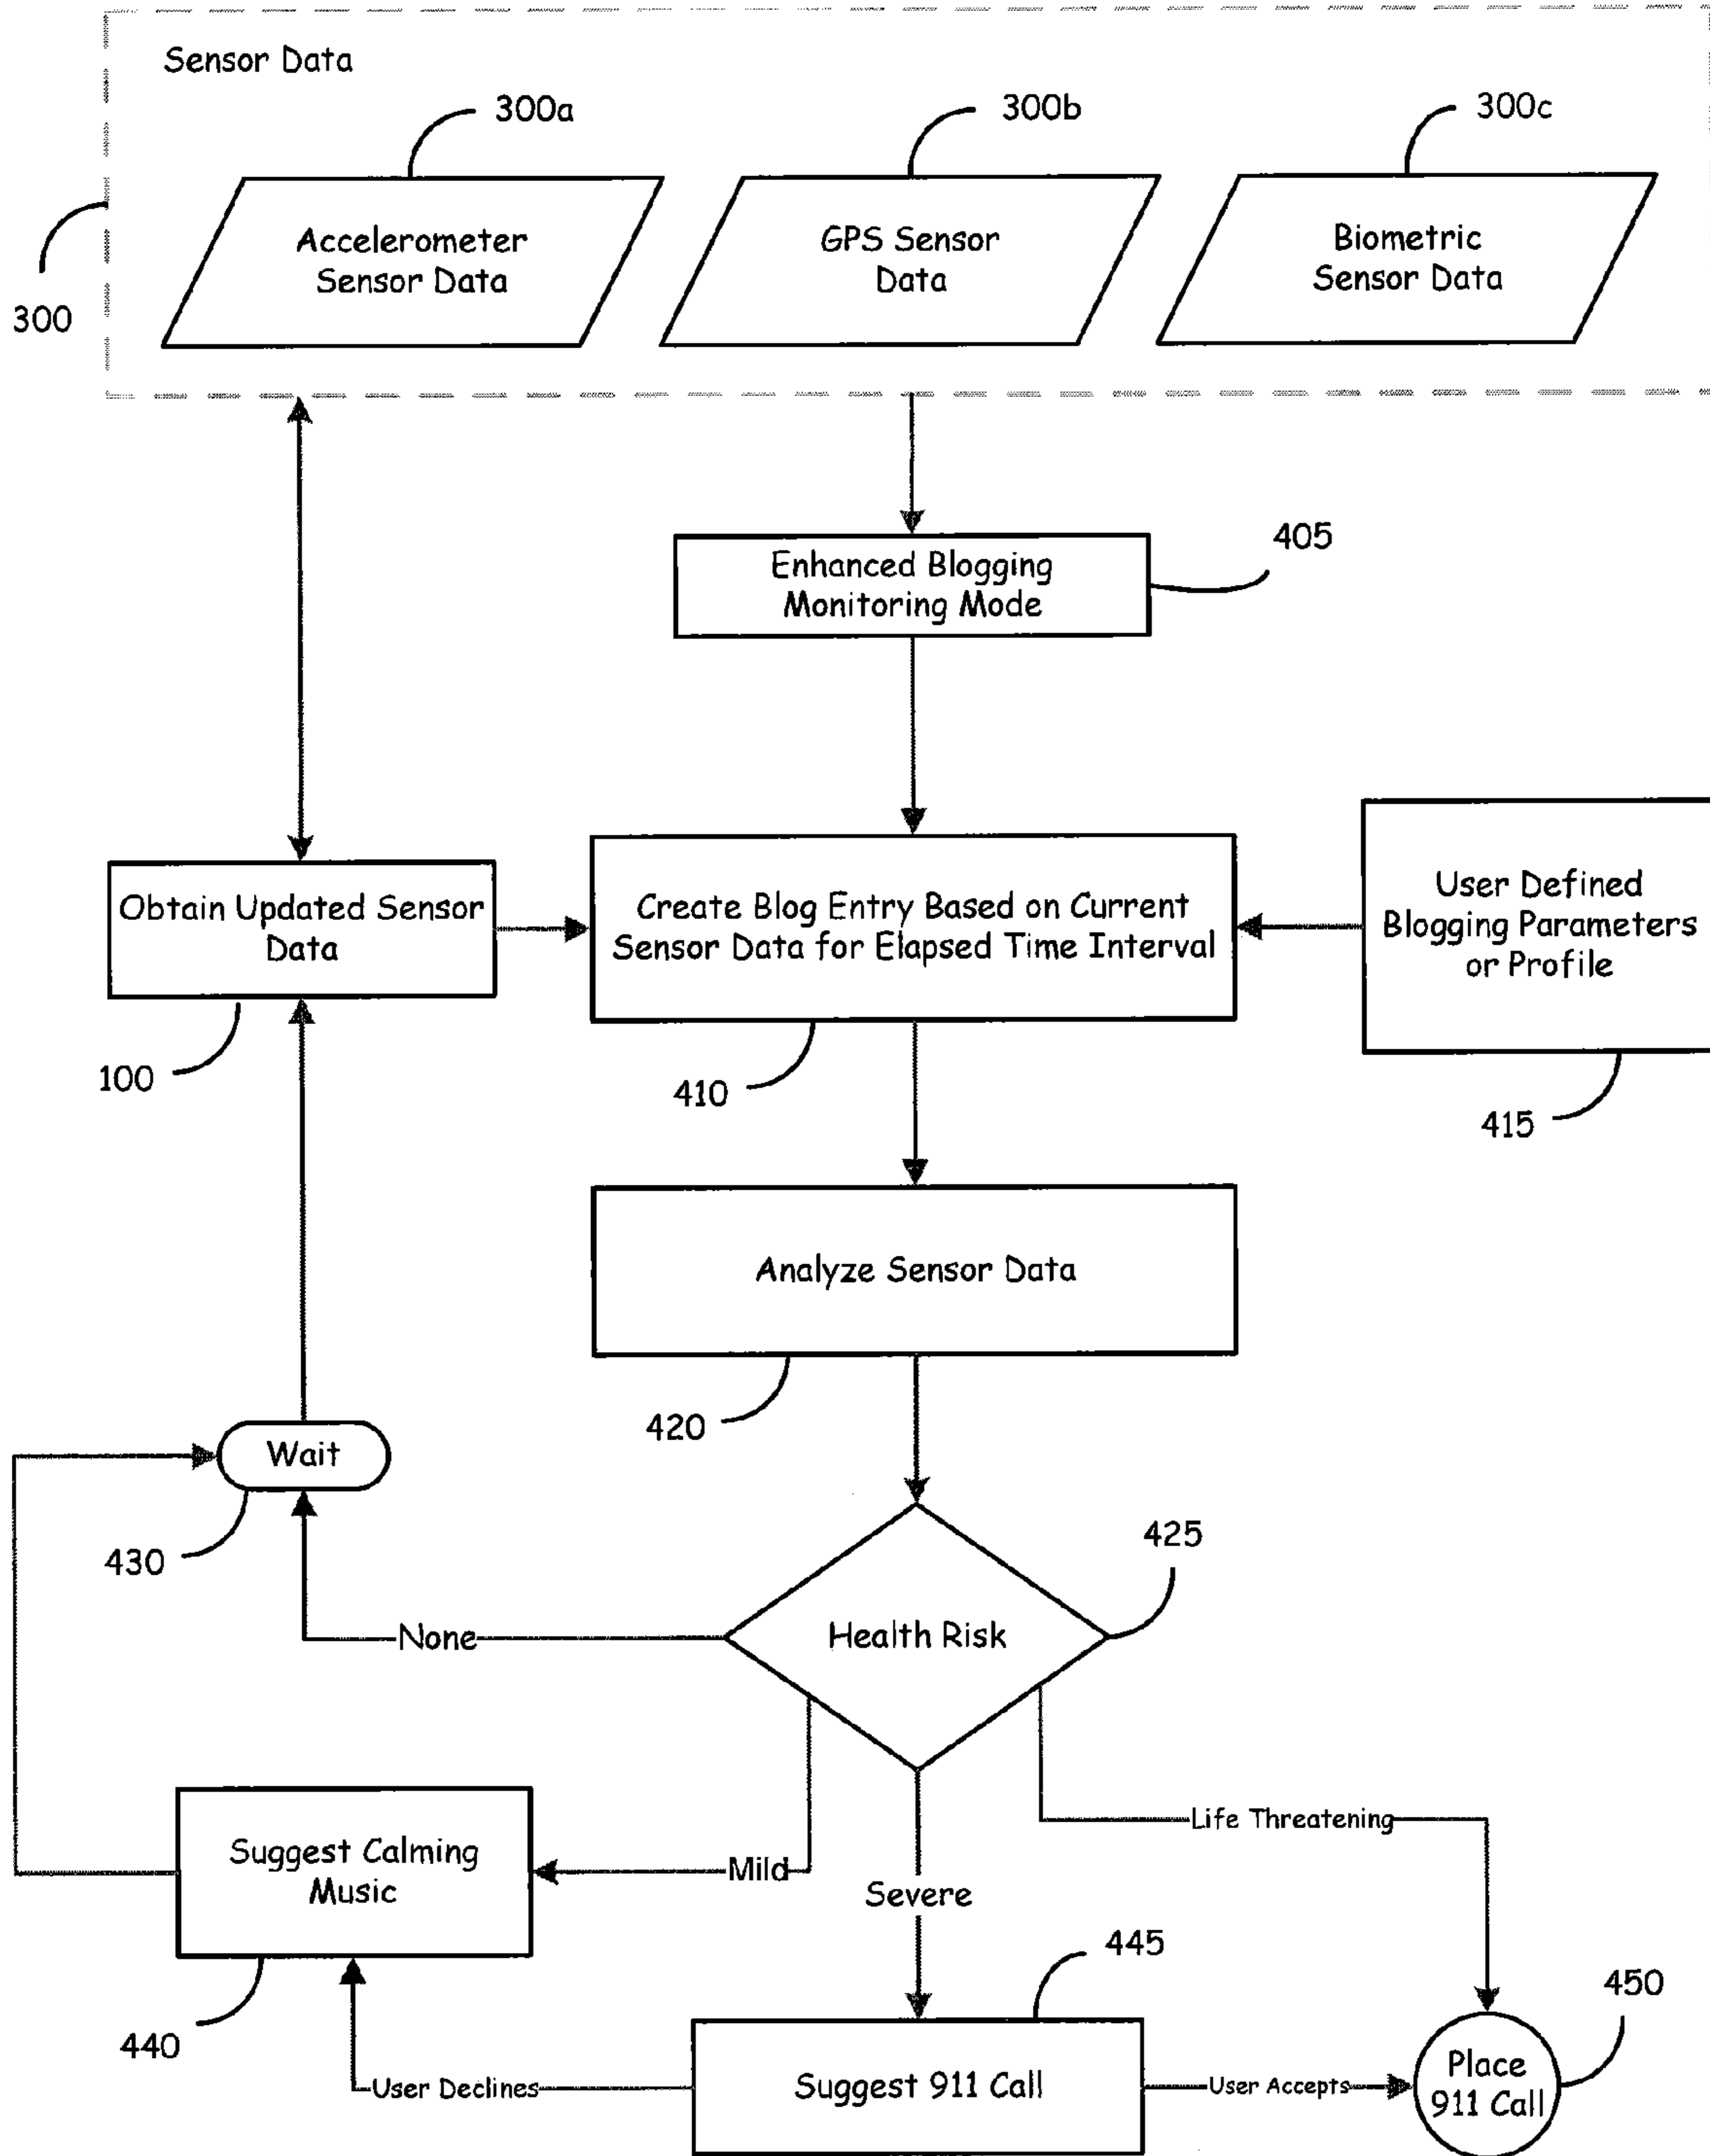 Sensor Data
300a
300b
300c
Accelerometer
Sensor Data
GPS Sensor
Data
Biometric
Sensor Data
300
Enhanced Blogging
Monitoring Mode
405
Obtain Updated Sensor
Data
Create Blog Entry Based on Current
Sensor Data for Elapsed Time Interval
User Defined
Blogging Parameters
or Profile
100
410
415
Analyze Sensor Data
420
Wait
430
425
Health Risk
None
Life Threatening
Mild
Severe
Suggest Calming
Music
440
445
450
User Declines
Suggest 911 Call
User Accepts
Place
911 Call